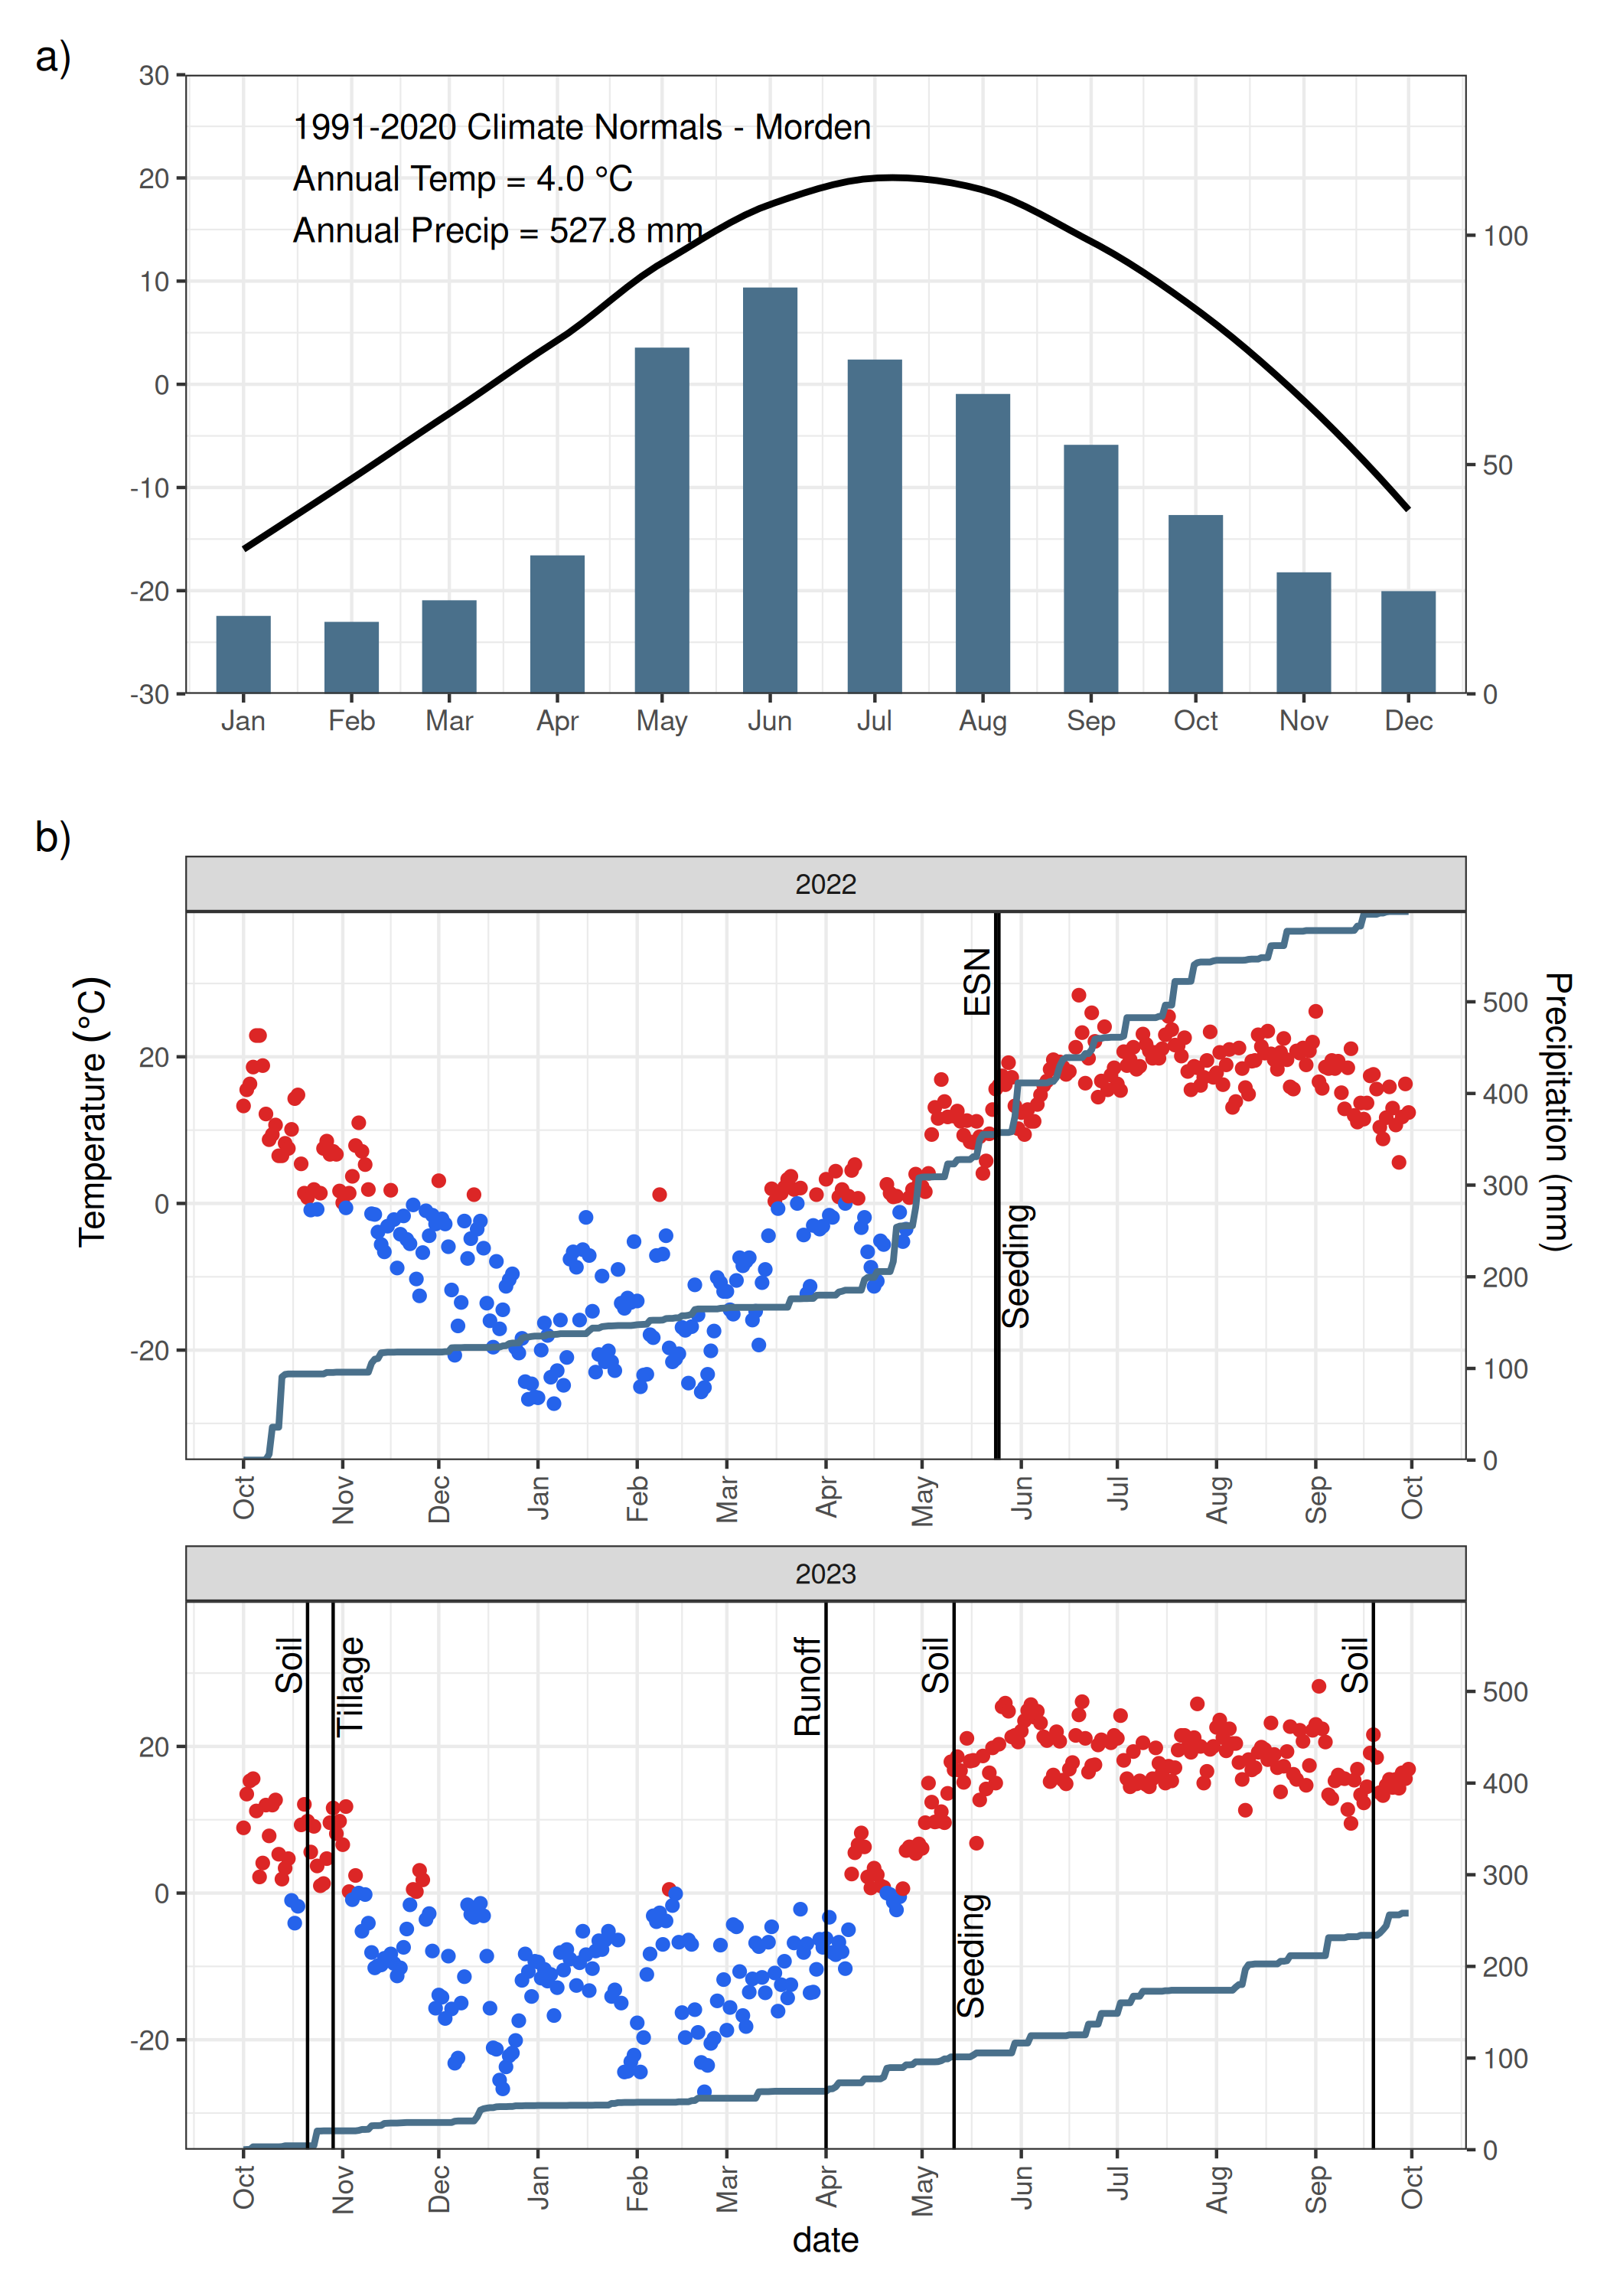 a)
30
20
10
0
-10
-20
-30
1991-2020 Climate Normals - Morden
Annual Temp = 4.0 °C
Annual Precip = 527.8 mm
100
50
0
Jan Feb Mar Apr May Jun Jul Aug Sep Oct Nov Dec
b)
Temperature (°C)
Precipitation (mm)
2022
20
0
-20
ESN
Seeding
500
400
300
200
100
0
Oct Nov Dec Jan Feb Mar Apr May Jun Jul Aug Sep Oct
2023
20
0
-20
Soil
Tillage
Runoff
Soil
Seeding
Soil
500
400
300
200
100
0
Oct Nov Dec Jan Feb Mar Apr May Jun Jul Aug Sep Oct
date